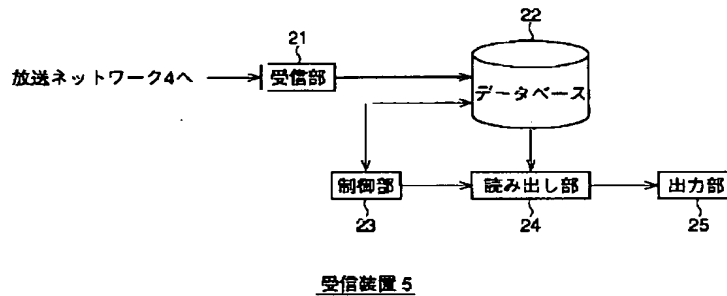 21
22
放送ネットワーク4へ
受信部
データベース
制御部
読み出し部
出力部
23
24
25
受信装置5